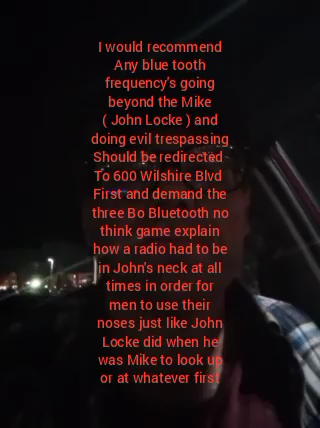 I would recommend
Any blue tooth
frequency's going
beyond the Mike
( John Locke ) and
doing evil trespassing
Should be redirected
To 600 Wilshire Blvd
First and demand the
three Bo Bluetooth no
think game explain
how a radio had to be
in John's neck at all
times in order for
men to use their
noses just like John
Locke did when he
was Mike to look up
or at whatever first